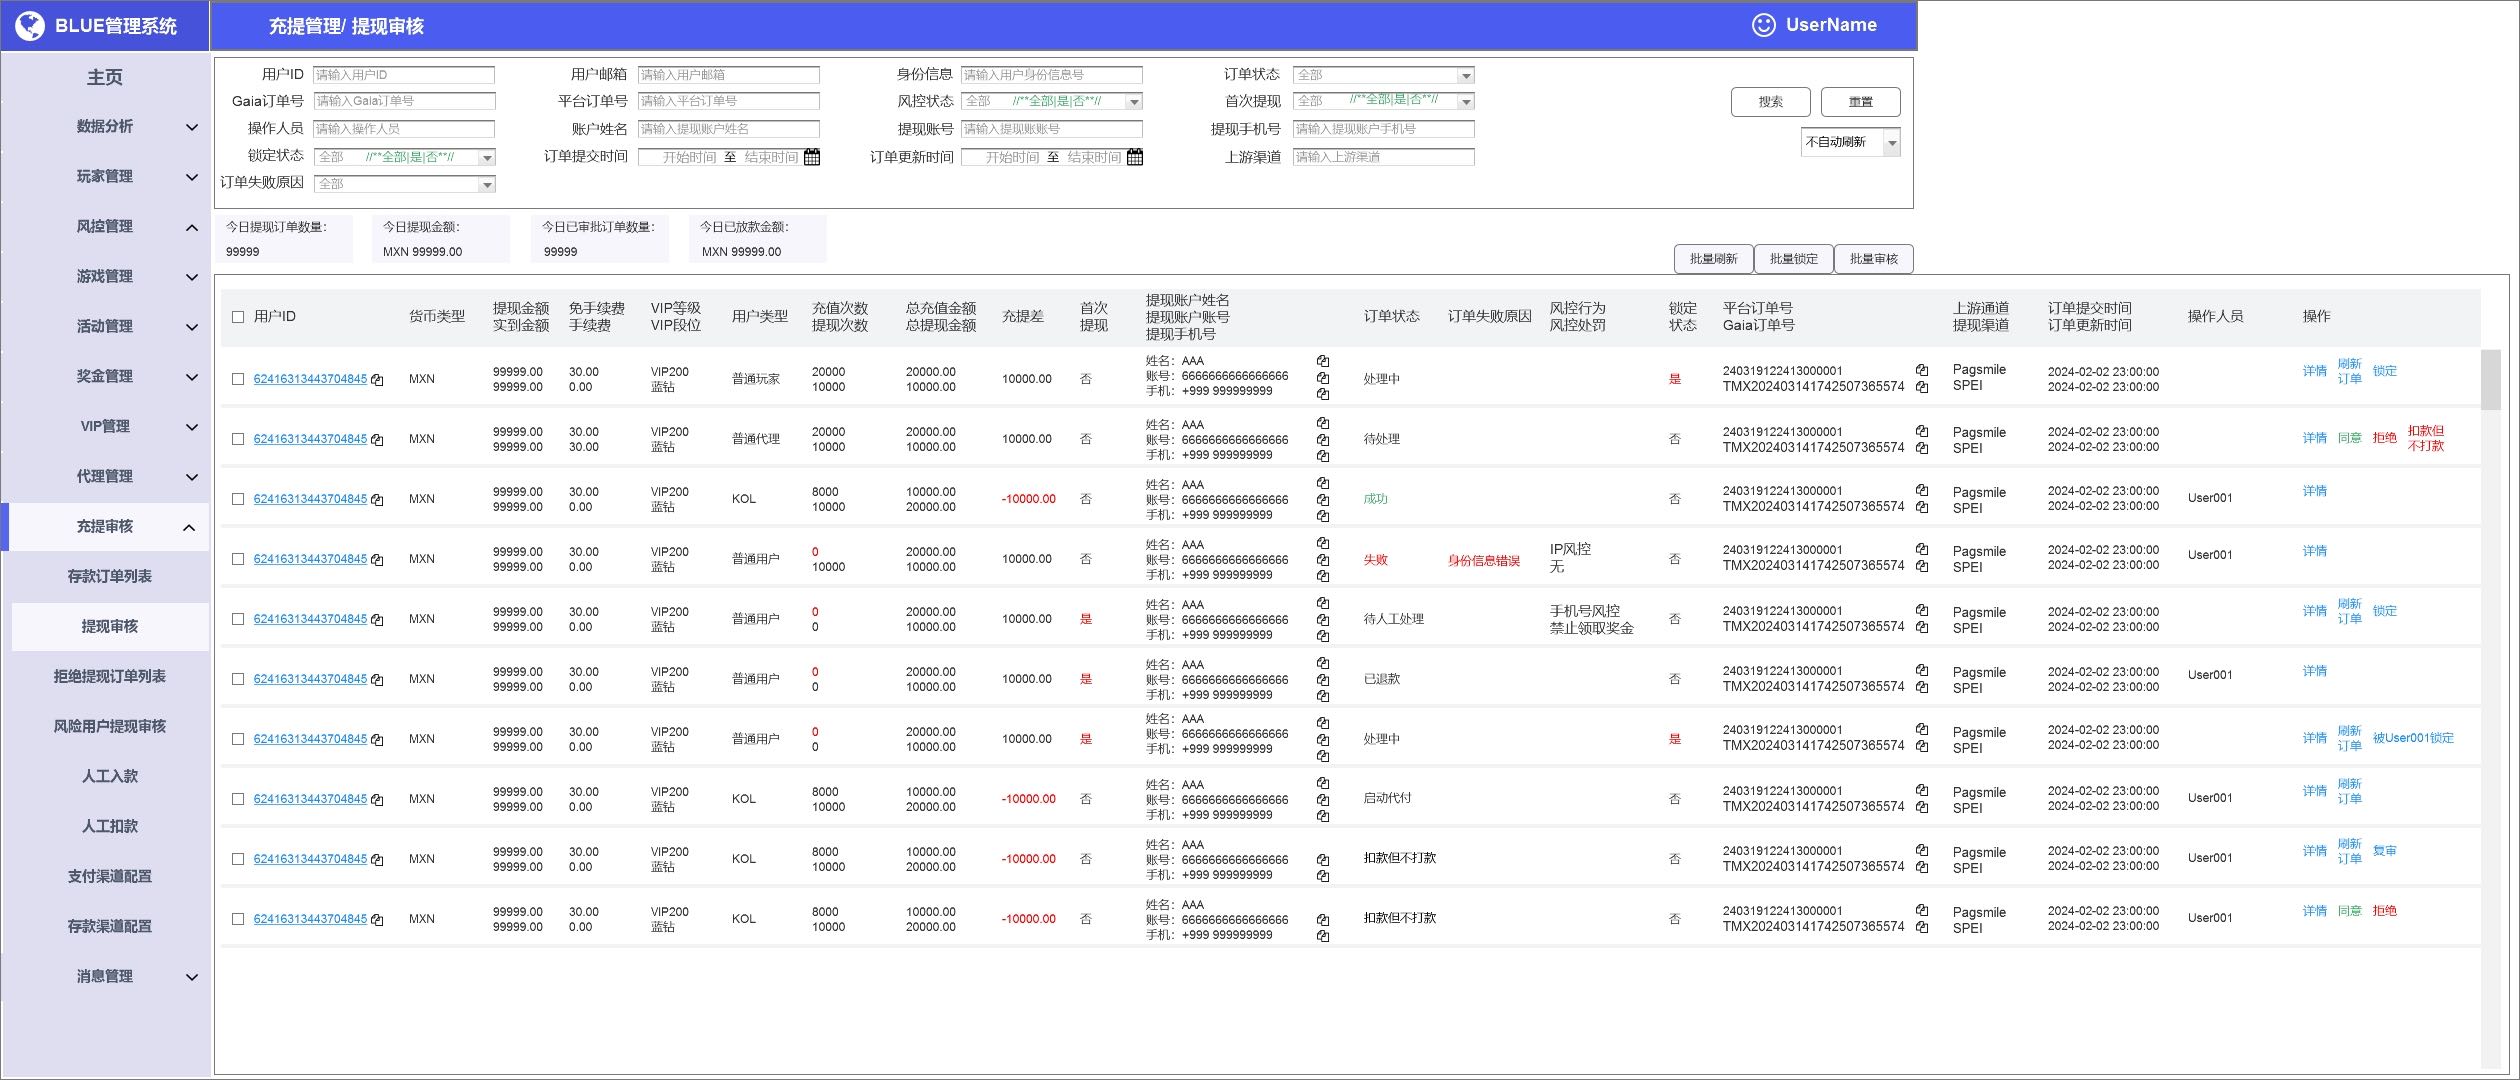 BLUE管理系统
充提管理/ 提现审核
UserName
主页
数据分析
玩家管理
风控管理
游戏管理
活动管理
奖金管理
VIP管理
代理管理
充提审核
存款订单列表
提现审核
拒绝提现订单列表
风险用户提现审核
人工入款
人工扣款
支付渠道配置
存款渠道配置
消息管理
用户ID 请输入用户ID 用户邮箱 请输入用户邮箱 身份信息 请输入用户身份信息号 订单状态 全部
Gaia订单号 请输入Gaia订单号 平台订单号 请输入平台订单号 风控状态 全部 //**全部|是|否**// 首次提现 全部 //**全部|是|否**//
操作人员 请输入操作人员 账户姓名 请输入提现账户姓名 提现账号 请输入提现账账号 提现手机号 请输入提现账户手机号
锁定状态 全部 //**全部|是|否**// 订单提交时间 开始时间 至 结束时间 订单更新时间 开始时间 至 结束时间 上游渠道 请输入上游渠道
订单失败原因 全部
搜索 重置
不自动刷新
今日提现订单数量： 今日提现金额： 今日已审批订单数量： 今日已放款金额：
99999 MXN 99999.00 99999 MXN 99999.00
批量刷新 批量锁定 批量审核
用户ID
货币类型
提现金额
实到金额
免手续费
手续费
VIP等级
VIP段位
用户类型
充值次数
提现次数
总充值金额
总提现金额
充提差
首次
提现
提现账户姓名
提现账户账号
提现手机号
订单状态
订单失败原因
风控行为
风控处罚
锁定
状态
平台订单号
Gaia订单号
上游通道
提现渠道
订单提交时间
订单更新时间
操作人员
操作
62416313443704845 MXN 99999.00 30.00 VIP200 普通玩家 20000 20000.00 10000.00 否 姓名：AAA 处理中 是 240319122413000001 Pagsmile 2024-02-02 23:00:00 详情 刷新 锁定
99999.00 0.00 蓝钻 10000 10000.00 账号：6666666666666666 TMX202403141742507365574 SPEI 2024-02-02 23:00:00 订单
手机：+999 999999999
62416313443704845 MXN 99999.00 30.00 VIP200 普通代理 20000 20000.00 10000.00 否 姓名：AAA 待处理 否 240319122413000001 Pagsmile 2024-02-02 23:00:00 详情 同意 拒绝 扣款但
99999.00 30.00 蓝钻 10000 10000.00 账号：6666666666666666 TMX202403141742507365574 SPEI 2024-02-02 23:00:00 不打款
手机：+999 999999999
62416313443704845 MXN 99999.00 30.00 VIP200 KOL 8000 10000.00 -10000.00 否 姓名：AAA 成功 否 240319122413000001 Pagsmile 2024-02-02 23:00:00 User001 详情
99999.00 0.00 蓝钻 10000 20000.00 账号：6666666666666666 TMX202403141742507365574 SPEI 2024-02-02 23:00:00
手机：+999 999999999
62416313443704845 MXN 99999.00 30.00 VIP200 普通用户 0 20000.00 10000.00 否 姓名：AAA 失败 身份信息错误 IP风控 否 240319122413000001 Pagsmile 2024-02-02 23:00:00 User001 详情
99999.00 0.00 蓝钻 10000 10000.00 账号：6666666666666666 无 TMX202403141742507365574 SPEI 2024-02-02 23:00:00
手机：+999 999999999
62416313443704845 MXN 99999.00 30.00 VIP200 普通用户 0 20000.00 10000.00 是 姓名：AAA 待人工处理 手机号风控 否 240319122413000001 Pagsmile 2024-02-02 23:00:00 详情 刷新 锁定
99999.00 0.00 蓝钻 0 10000.00 账号：6666666666666666 禁止领取奖金 TMX202403141742507365574 SPEI 2024-02-02 23:00:00 订单
手机：+999 999999999
62416313443704845 MXN 99999.00 30.00 VIP200 普通用户 0 20000.00 10000.00 是 姓名：AAA 已退款 否 240319122413000001 Pagsmile 2024-02-02 23:00:00 User001 详情
99999.00 0.00 蓝钻 0 10000.00 账号：6666666666666666 TMX202403141742507365574 SPEI 2024-02-02 23:00:00
手机：+999 999999999
62416313443704845 MXN 99999.00 30.00 VIP200 普通用户 0 20000.00 10000.00 是 姓名：AAA 处理中 是 240319122413000001 Pagsmile 2024-02-02 23:00:00 详情 刷新 被User001锁定
99999.00 0.00 蓝钻 0 10000.00 账号：6666666666666666 TMX202403141742507365574 SPEI 2024-02-02 23:00:00 订单
手机：+999 999999999
62416313443704845 MXN 99999.00 30.00 VIP200 KOL 8000 10000.00 -10000.00 否 姓名：AAA 启动代付 否 240319122413000001 Pagsmile 2024-02-02 23:00:00 User001 详情 刷新
99999.00 0.00 蓝钻 10000 20000.00 账号：6666666666666666 TMX202403141742507365574 SPEI 2024-02-02 23:00:00 订单
手机：+999 999999999
62416313443704845 MXN 99999.00 30.00 VIP200 KOL 8000 10000.00 -10000.00 否 姓名：AAA 扣款但不打款 否 240319122413000001 Pagsmile 2024-02-02 23:00:00 User001 详情 刷新 复审
99999.00 0.00 蓝钻 10000 20000.00 账号：6666666666666666 TMX202403141742507365574 SPEI 2024-02-02 23:00:00 订单
手机：+999 999999999
62416313443704845 MXN 99999.00 30.00 VIP200 KOL 8000 10000.00 -10000.00 否 姓名：AAA 扣款但不打款 否 240319122413000001 Pagsmile 2024-02-02 23:00:00 User001 详情 同意 拒绝
99999.00 0.00 蓝钻 10000 20000.00 账号：6666666666666666 TMX202403141742507365574 SPEI 2024-02-02 23:00:00
手机：+999 999999999